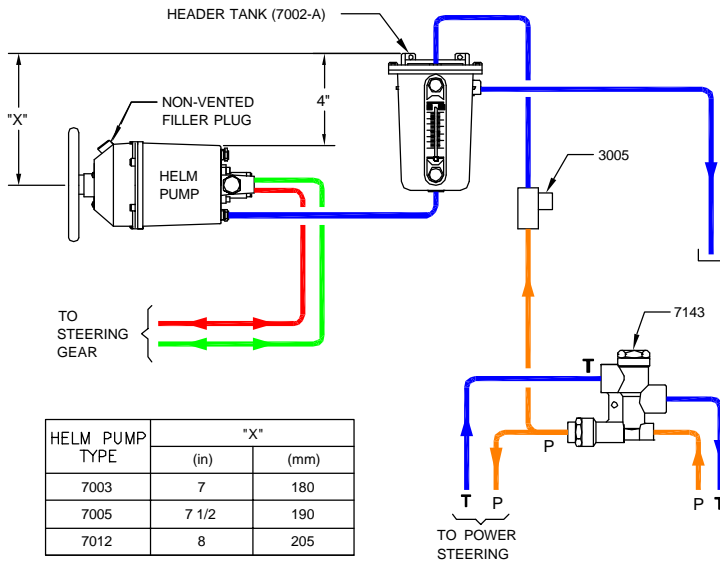 HEADER TANK (7002-A)
"X"
4"
NON-VENTED
FILLER PLUG
HELM
PUMP
3005
TO
STEERING
GEAR
7143
T
P
T
P
P
T
TO POWER
STEERING
HELM PUMP
TYPE
"X"
(in)
(mm)
7003
7
180
7005
7 1/2
190
7012
8
205